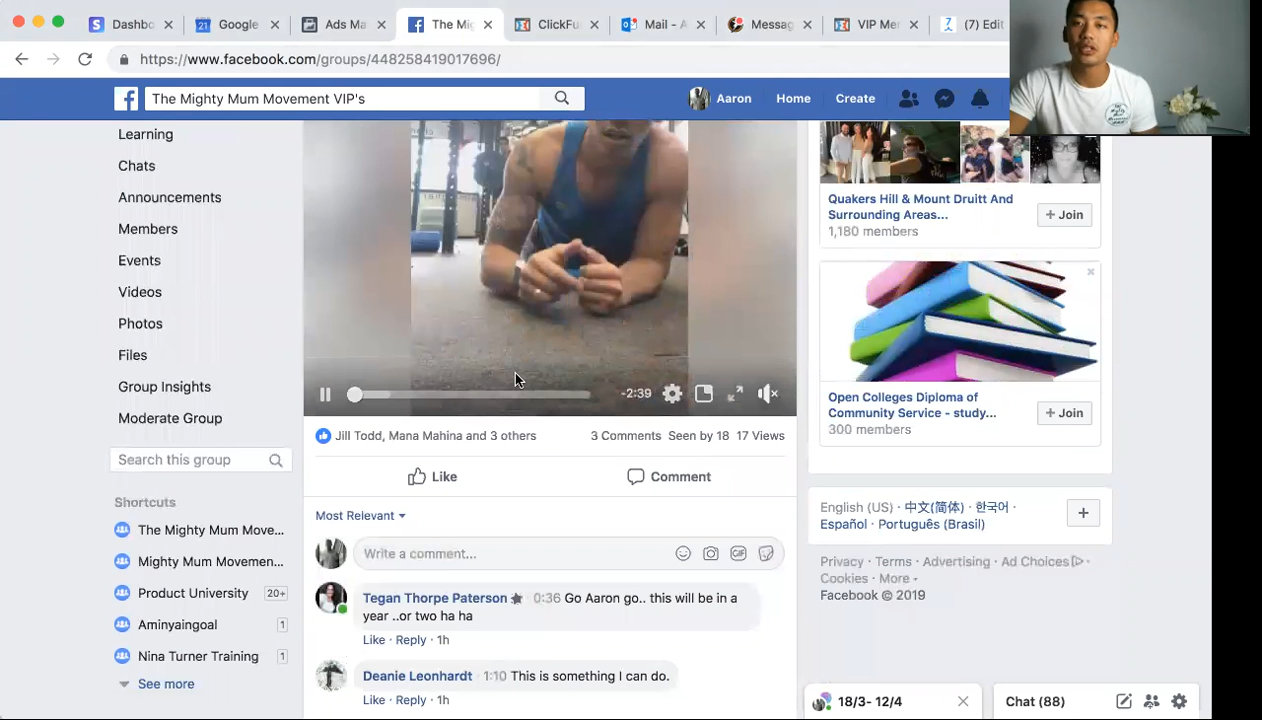 Dashbo
Google
Ads Ma
The Mig
ClickFu
Mail - A
Messag
VIP Me
(7) Edit
https://www.facebook.com/groups/448258419017696/
The Mighty Mum Movement VIP's
Aaron
Home
Create
Learning
Chats
Announcements
Members
Events
Videos
Photos
Files
Group Insights
Moderate Group
Search this group
Shortcuts
The Mighty Mum Move...
Mighty Mum Movemen...
Product University
20+
Aminyaingoal
1
Nina Turner Training
1
See more
-2:39
Jill Todd, Mana Mahina and 3 others
3 Comments Seen by 18 17 Views
Like
Comment
Most Relevant
Write a comment...
GIF
Tegan Thorpe Paterson 0:36 Go Aaron go.. this will be in a
year ..or two ha ha
Like · Reply · 1h
Deanie Leonhardt 1:10 This is something I can do.
Like · Reply · 1h
Quakers Hill & Mount Druitt And
Surrounding Areas...
+ Join
1,180 members
Open Colleges Diploma of
Community Service - study...
+ Join
300 members
English (US) · 中文(简体) · 한국어 ·
Español · Português (Brasil)
Privacy · Terms · Advertising · Ad Choices ·
Cookies · More
Facebook © 2019
18/3- 12/4
Chat (88)